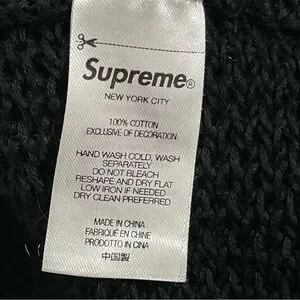 Supreme®
NEW YORK CITY
100% COTTON
EXCLUSIVE OF DECORATION
HAND WASH COLD, WASH
SEPARATELY
DO NOT BLEACH
RESHAPE AND DRY FLAT
LOW IRON IF NEEDED
DRY CLEAN PREFERRED
MADE IN CHINA
FABRIQUÉ EN CHINE
PRODOTTO IN CINA
中国製